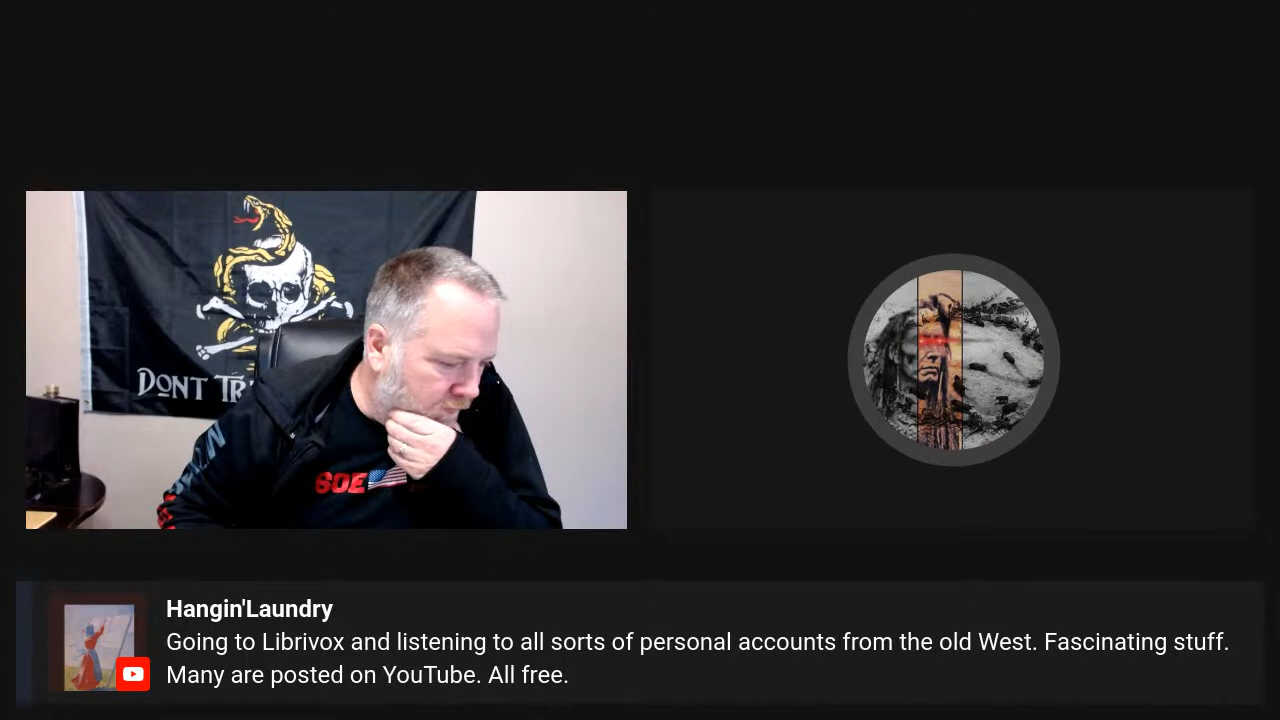 DONT TR
SOE
Hangin'Laundry
Going to Librivox and listening to all sorts of personal accounts from the old West. Fascinating stuff.
Many are posted on YouTube. All free.